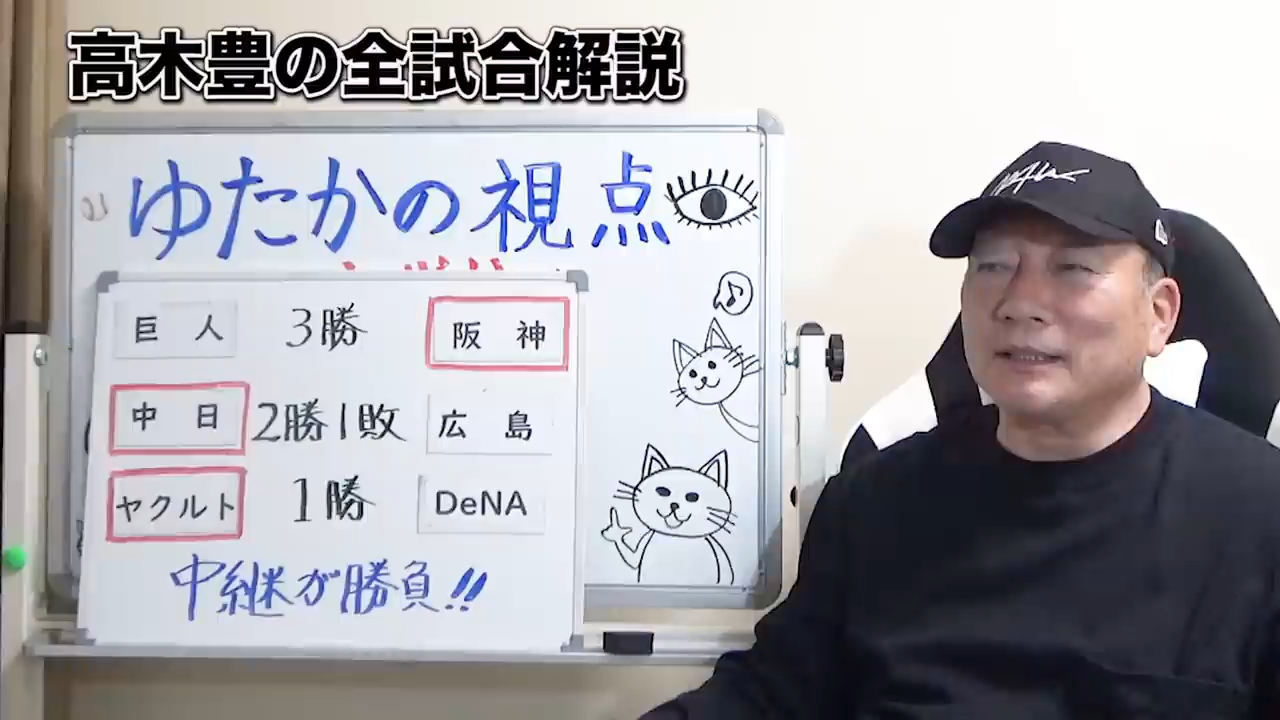 高木豊の全試合解説
ゆたかの視点
巨人 3勝 阪神
中日 2勝1敗 広島
ヤクルト 1勝 DeNA
中継が勝負!!